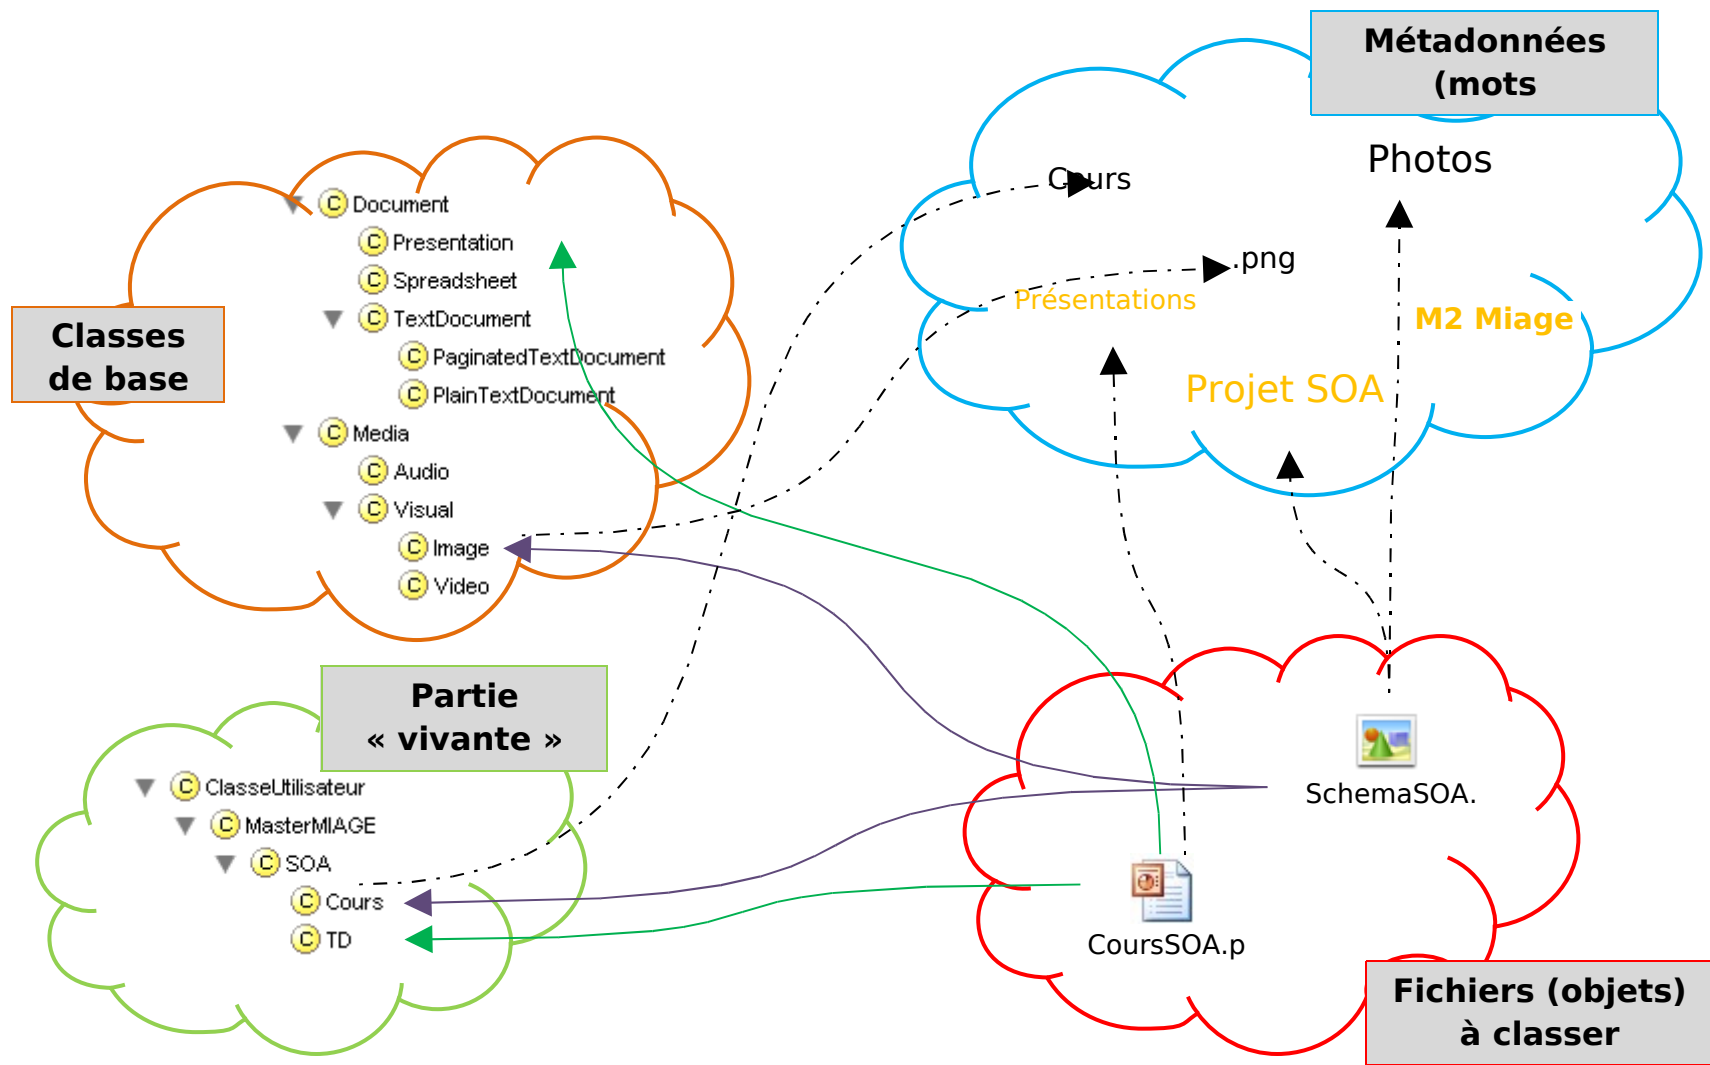 Métadonnées
(mots
Photos
Cours
.png
Présentations
M2 Miage
Projet SOA
Classes
de base
Document
Presentation
Spreadsheet
TextDocument
PaginatedTextDocument
PlainTextDocument
Media
Audio
Visual
Image
Video
Partie
« vivante »
ClasseUtilisateur
MasterMIAGE
SOA
Cours
TD
SchemaSOA.
CoursSOA.p
Fichiers (objets)
à classer